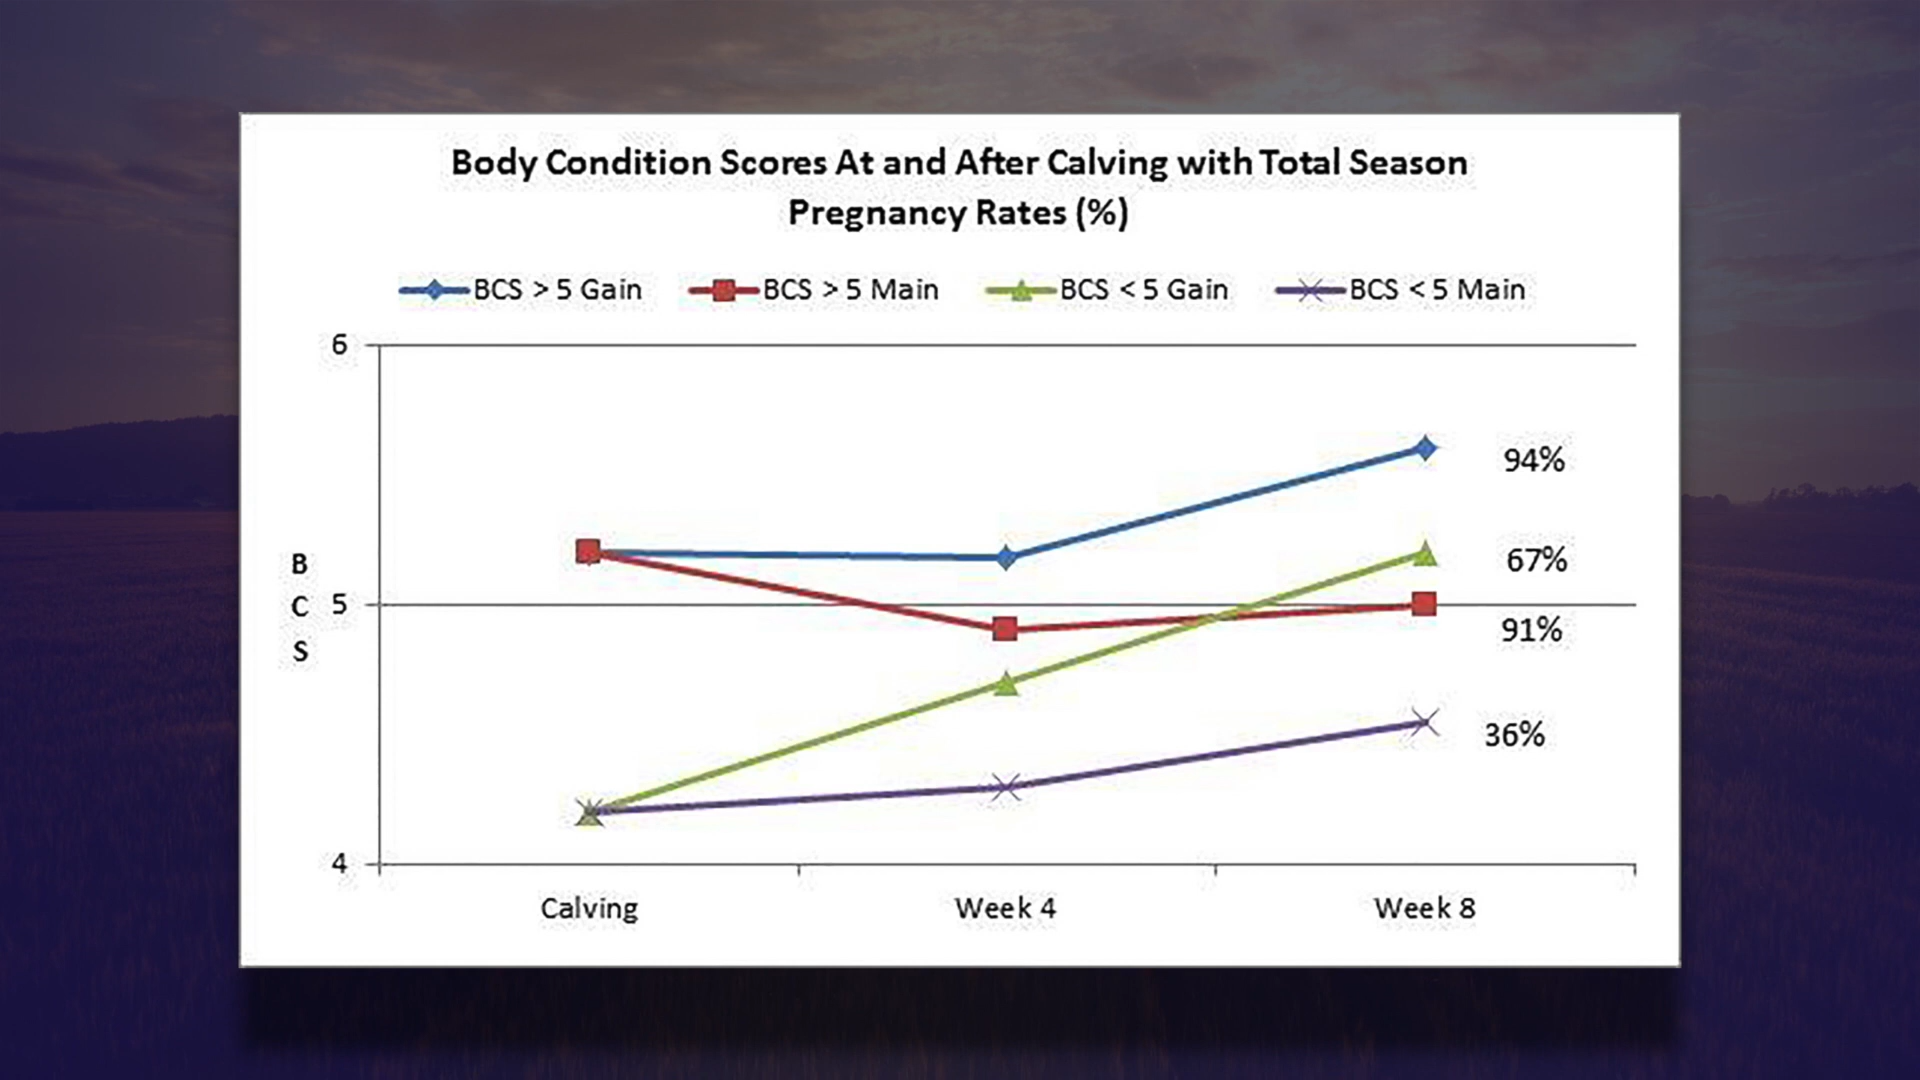 Body Condition Scores At and After Calving with Total Season
Pregnancy Rates (%)
BCS > 5 Gain BCS > 5 Main BCS < 5 Gain BCS < 5 Main
6
94%
B
C
S
67%
5
91%
36%
4
Calving Week 4 Week 8